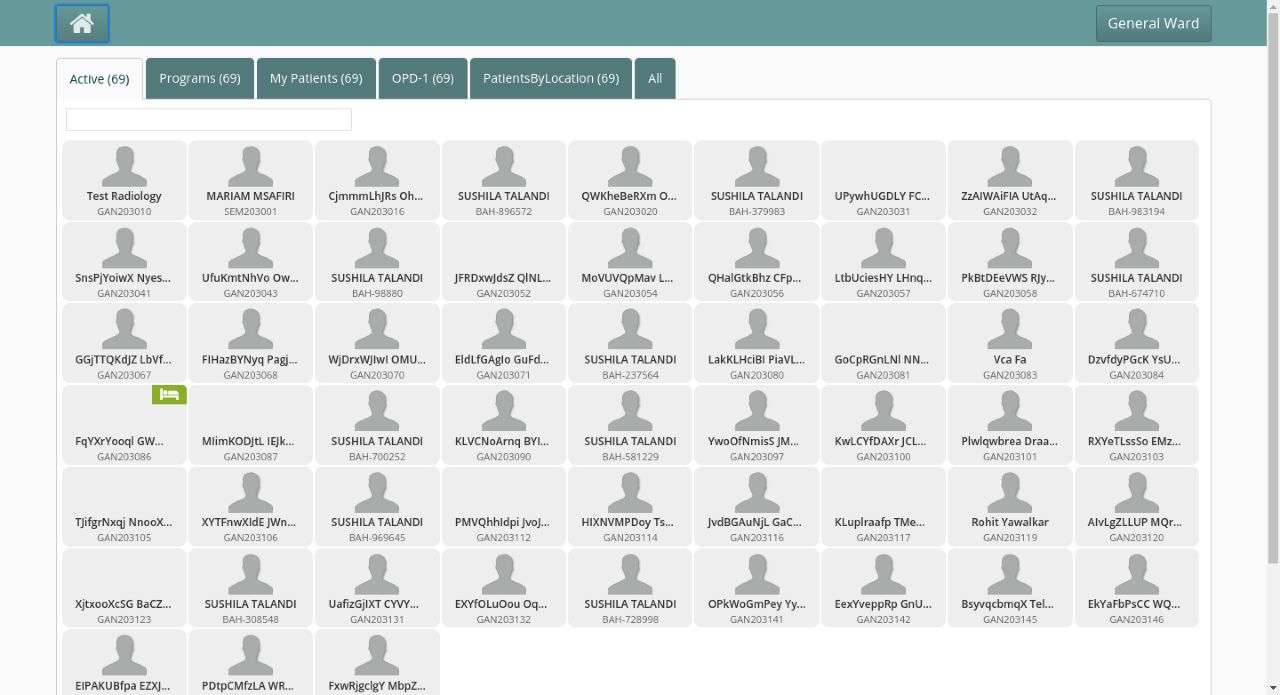 General Ward
Active (69) Programs (69) My Patients (69) OPD-1 (69) PatientsByLocation (69) All
Test Radiology MARIAM MSAFIRI CjmmmLhJRs Oh... SUSHILA TALANDI QWKheBeRXm O... SUSHILA TALANDI UPywhUGDLY FC... ZzAIWAiFIA UtAq... SUSHILA TALANDI
GAN203010 SEM203001 GAN203016 BAH-896572 GAN203020 BAH-379983 GAN203031 GAN203032 BAH-983194
SnsPjYoiwX Nyes... UfuKmtNhVo Ow... SUSHILA TALANDI JFRDxwJdsZ QlNL... MoVUVQpMav L... QHalGtkBhz CFp... LtbUciesHY LHnq... PkBtDEeVWS RJy... SUSHILA TALANDI
GAN203041 GAN203043 BAH-98880 GAN203052 GAN203054 GAN203056 GAN203057 GAN203058 BAH-674710
GGjTTQKdJZ LbVf... FIHazBYNyq Pagj... WjDrxWJIwI OMU... EldLfGAgIo GuFd... SUSHILA TALANDI LakKLHciBI PiaVL... GoCpRGnLNl NN... Vca Fa DzvfdyPGcK YsU...
GAN203067 GAN203068 GAN203070 GAN203071 BAH-237564 GAN203080 GAN203081 GAN203083 GAN203084
FqYXrYooql GW... MIimKODJtL IEJk... SUSHILA TALANDI KLVCNoArnq BYI... SUSHILA TALANDI YwoOfNmisS JM... KwLCYfDAXr JCL... Plwlqwbrea Draa... RXYeTLssSo EMz...
GAN203086 GAN203087 BAH-700252 GAN203090 BAH-581229 GAN203097 GAN203100 GAN203101 GAN203103
TJifgrNxqj NnooX... XYTFnwXIdE JWn... SUSHILA TALANDI PMVQhhIdpi JvoJ... HIXNVMPDoy Ts... JvdBGAuNjL GaC... KLuplraafp TMe... Rohit Yawalkar AIvLgZLLUP MQr...
GAN203105 GAN203106 BAH-969645 GAN203112 GAN203114 GAN203116 GAN203117 GAN203119 GAN203120
XjtxooXcSG BaCZ... SUSHILA TALANDI UafizGjIXT CYVY... EXYfOLuOou Oq... SUSHILA TALANDI OPkWoGmPey Yy... EexYveppRp GnU... BsyvqcbmqX Tel... EkYaFbPsCC WQ...
GAN203123 BAH-308548 GAN203131 GAN203132 BAH-728998 GAN203141 GAN203142 GAN203145 GAN203146
EIPAKUBfpa EZXJ... PDtpCMfzLA WR... FxwRjgclgY MbpZ...